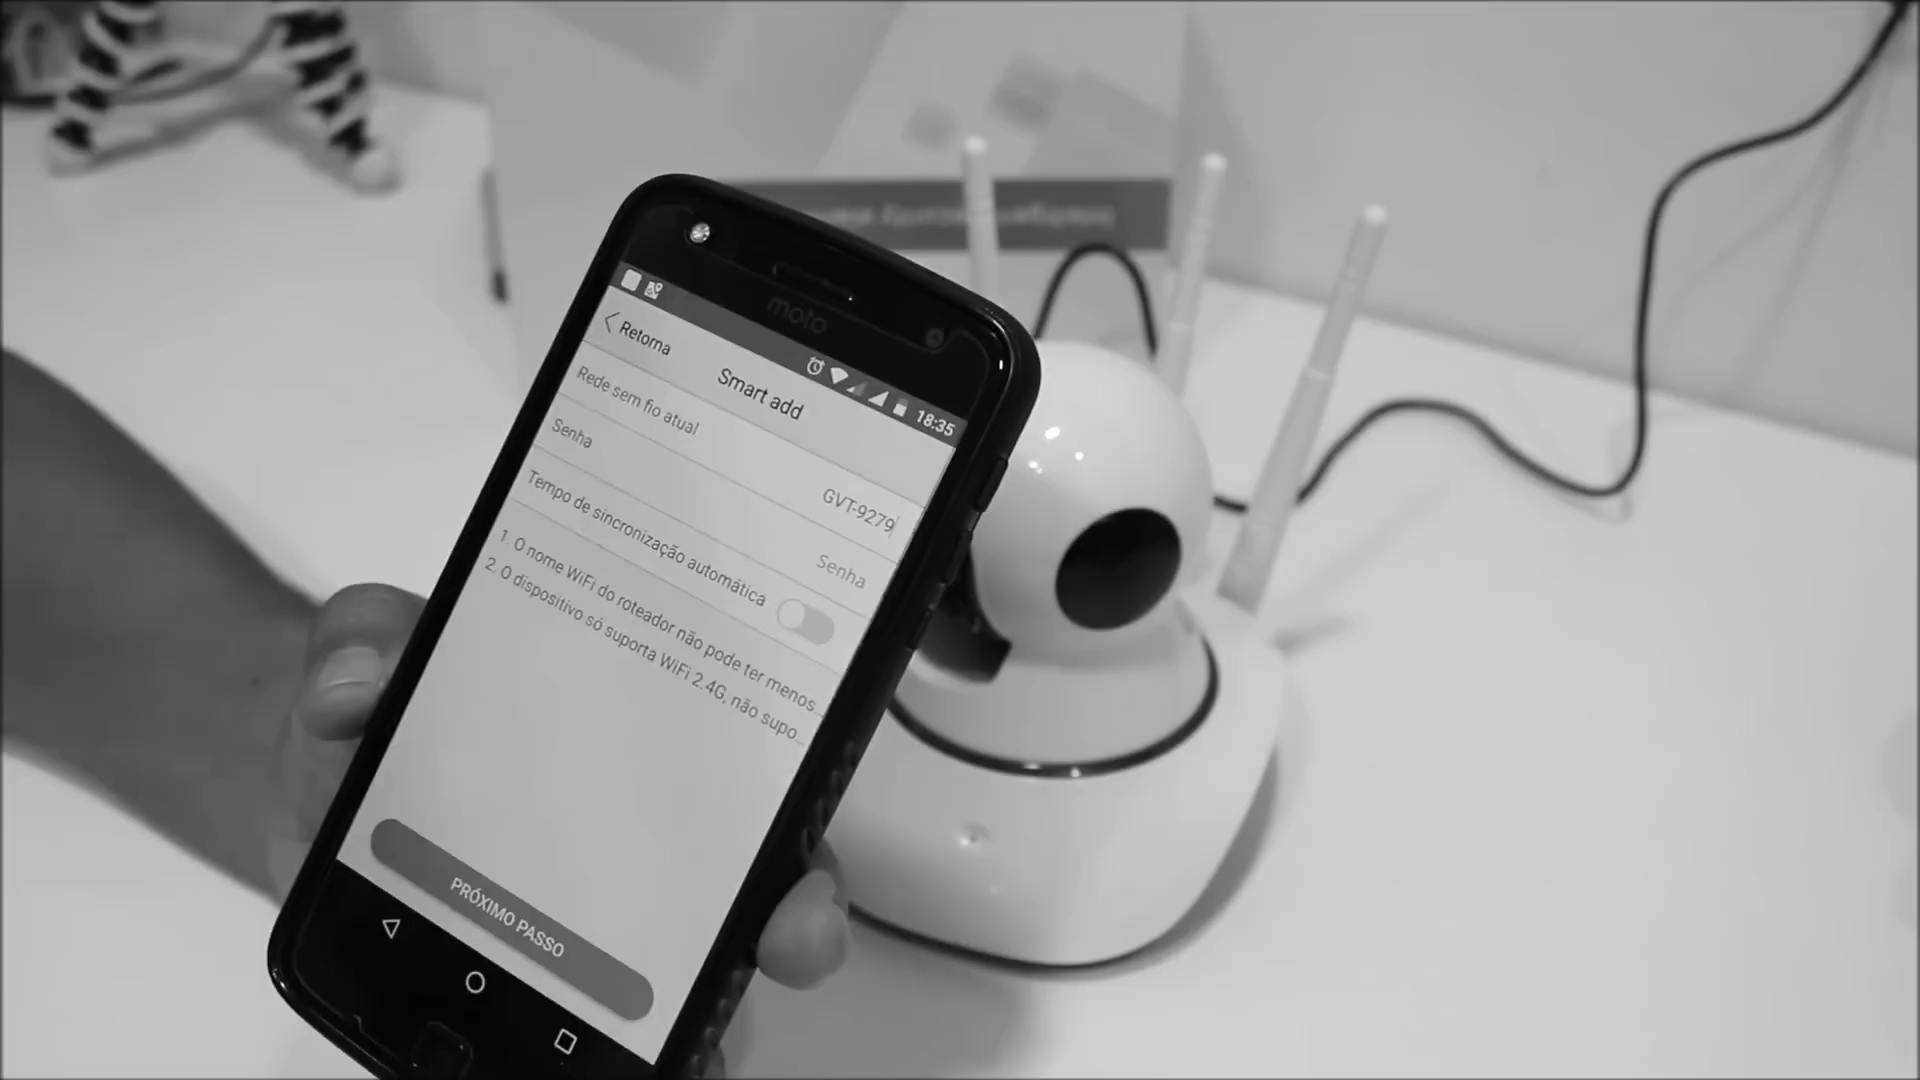 moto
18:35
Retorna
Smart add
Rede sem fio atual
GVT-9279
Senha
Senha
Tempo de sincronização automática
1. O nome WiFi do roteador não pode ter menos...
2. O dispositivo só suporta WiFi 2.4G, não supo...
PRÓXIMO PASSO